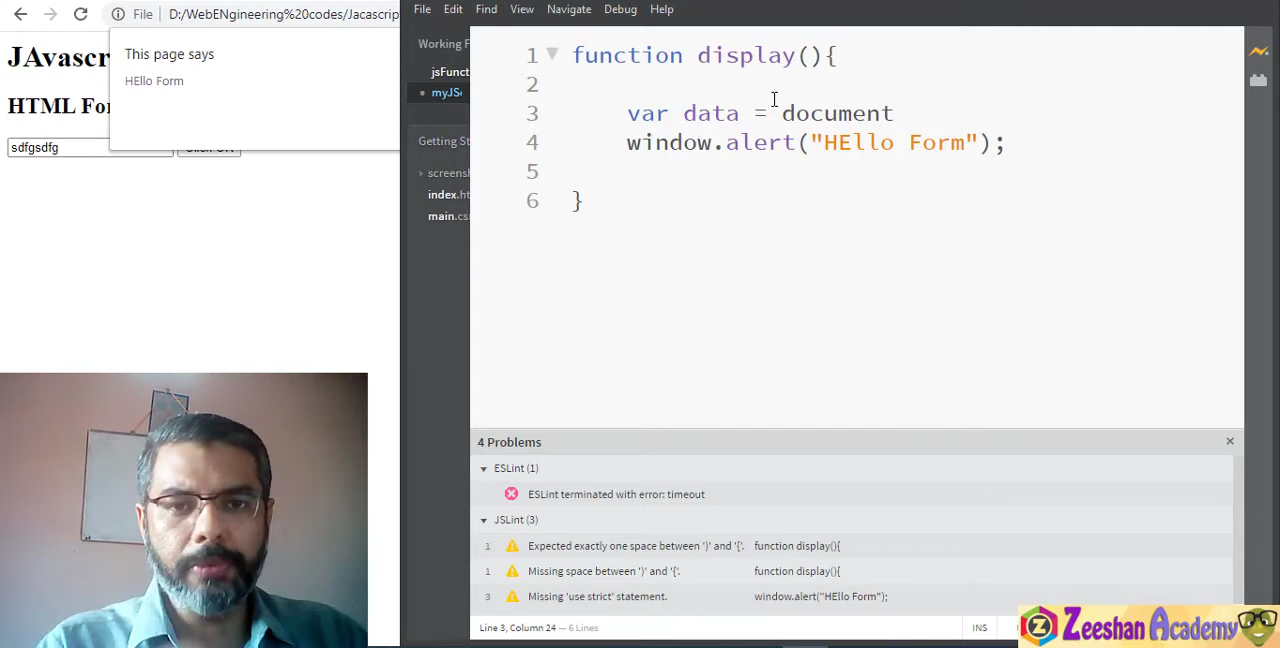 File D:/WebENgineering%20codes/Jacascrip
JAvascr
This page says
HEllo Form
HTML For
sdfgsdfg
Click OK
File Edit Find View Navigate Debug Help
Working F
jsFunct
myJSc
Getting St
screensh
index.ht
main.css
1 function display(){
2
3 var data = document
4 window.alert("HEllo Form");
5
6 }
4 Problems
ESLint (1)
ESLint terminated with error: timeout
JSLint (3)
1 Expected exactly one space between ')' and '{'. function display(){
1 Missing space between ')' and '{'. function display(){
3 Missing 'use strict' statement. window.alert("HEllo Form");
Line 3, Column 24 — 6 Lines
INS
Zeeshan Academy